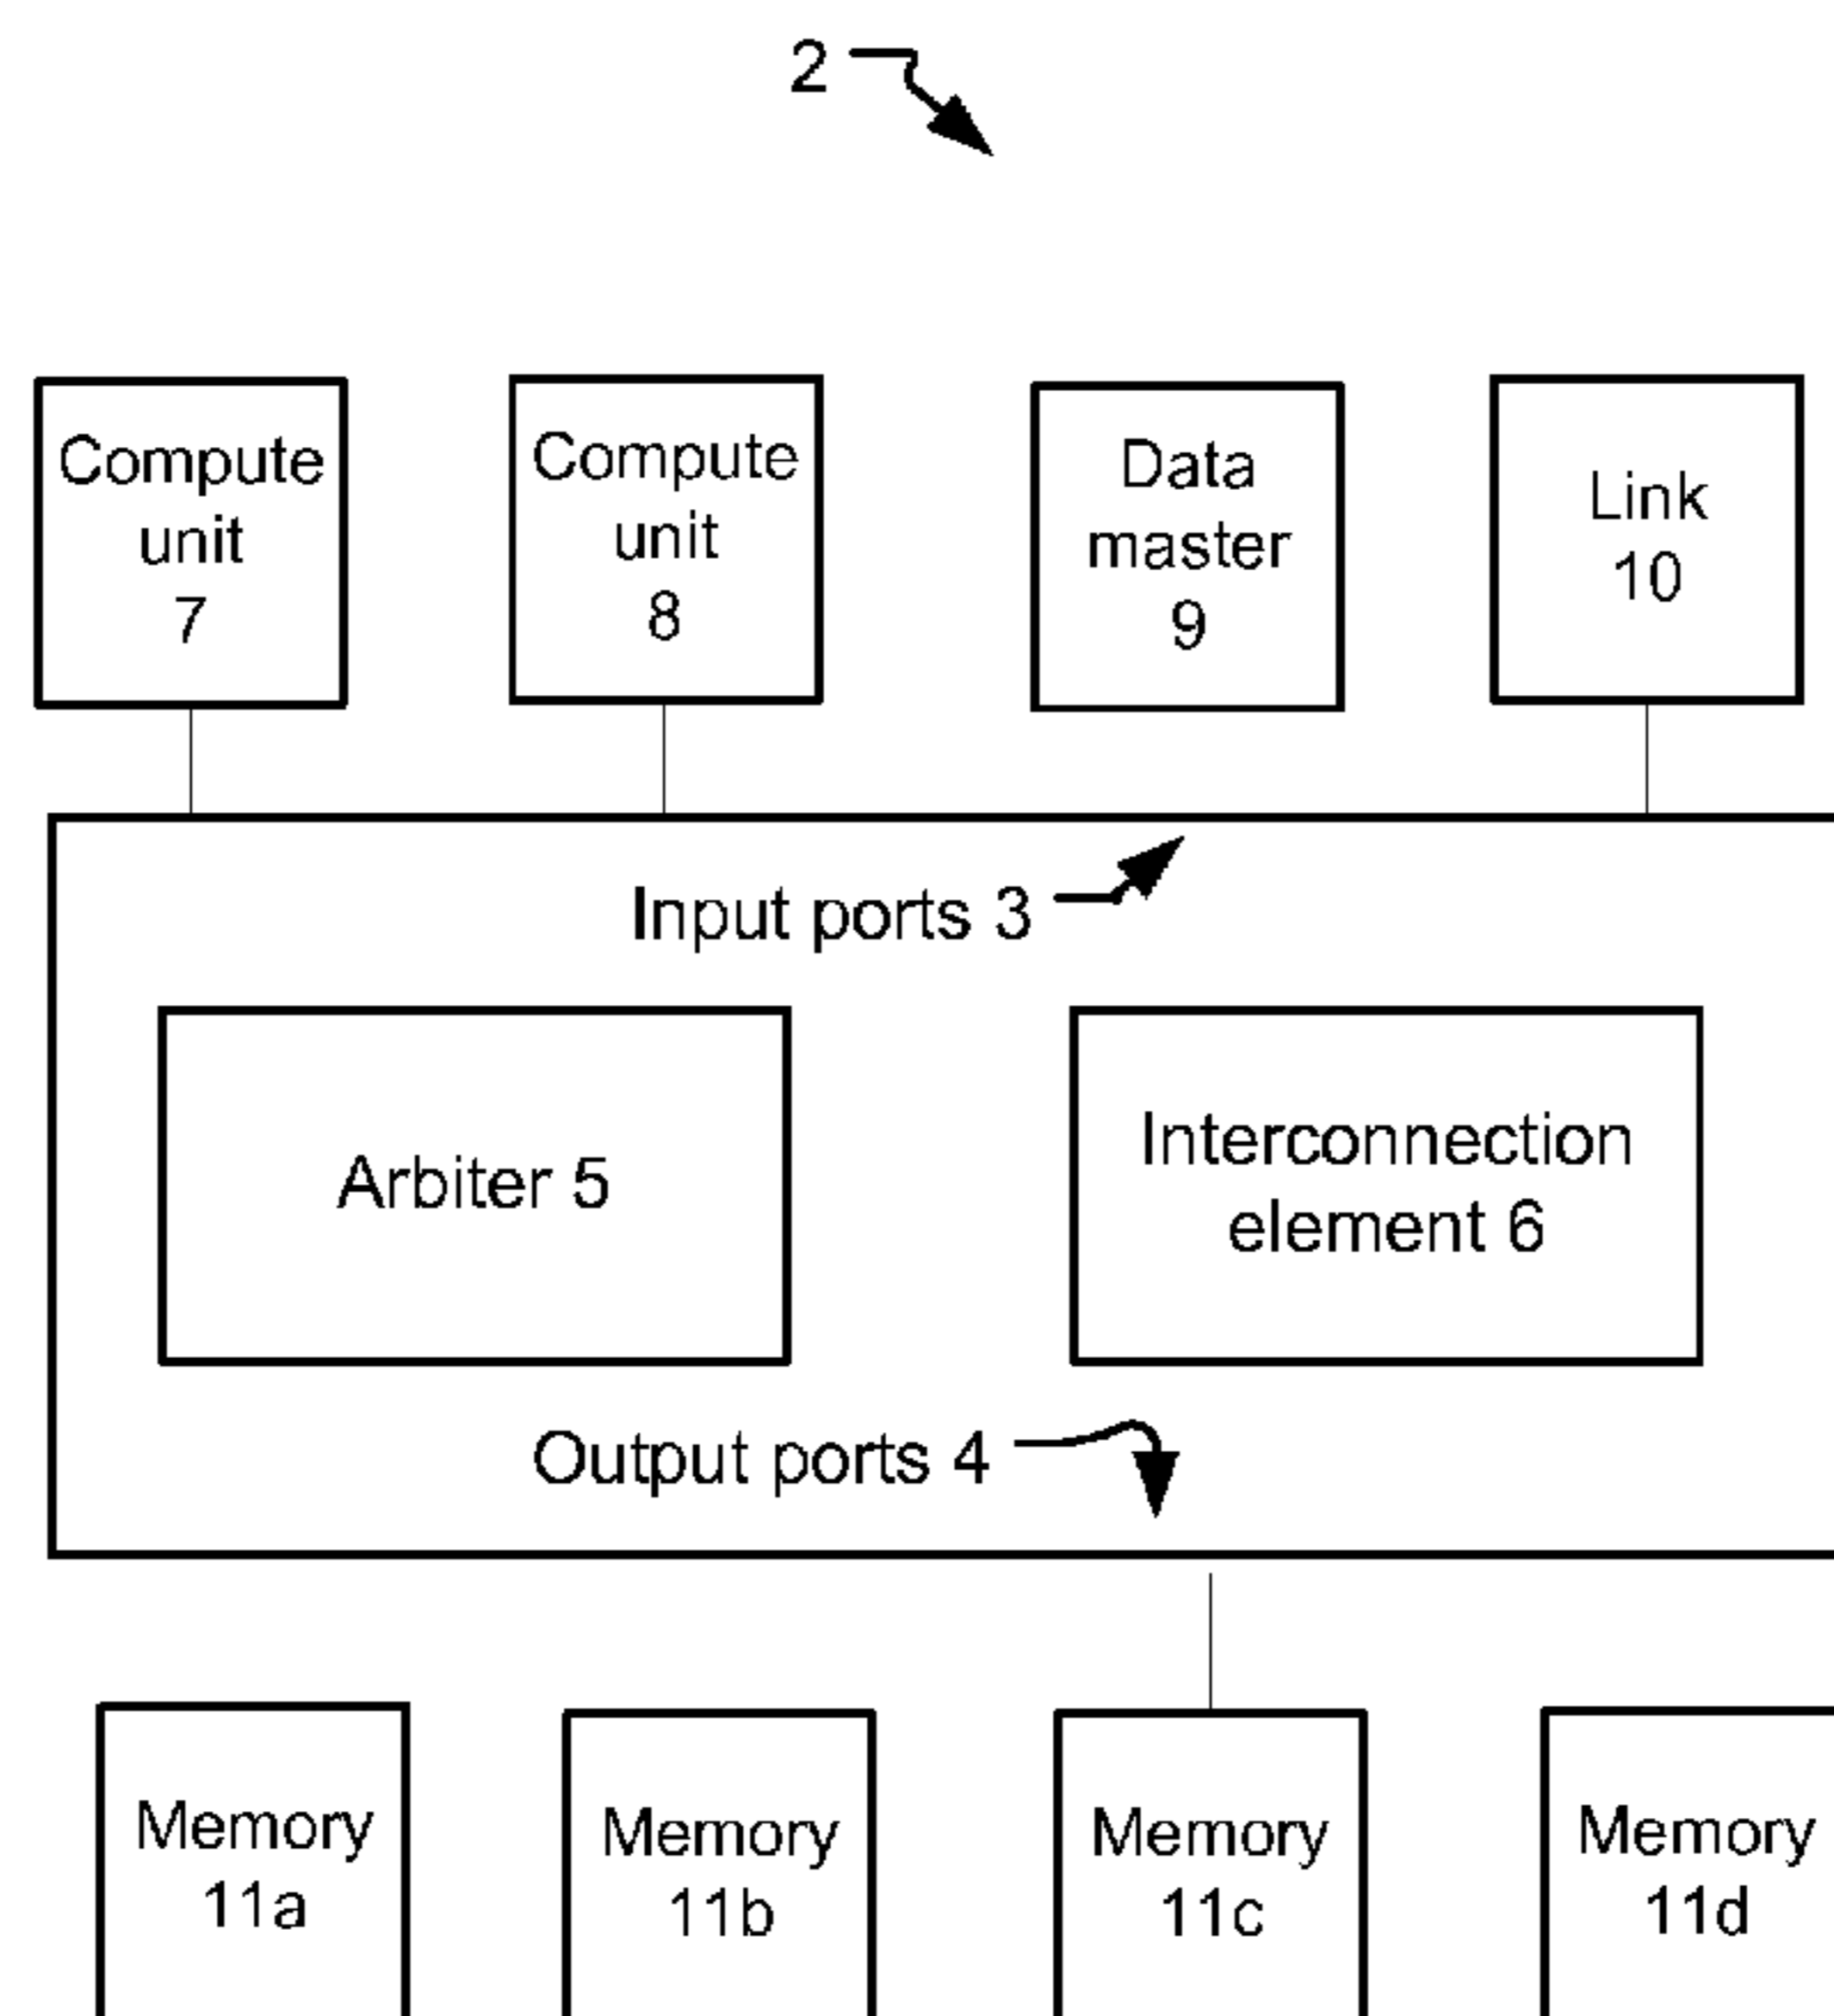 2
Compute
unit
7
Compute
unit
8
Data
master
9
Link
10
Input ports 3
Arbiter 5
Interconnection
element 6
Output ports 4
Memory
11a
Memory
11b
Memory
11c
Memory
11d